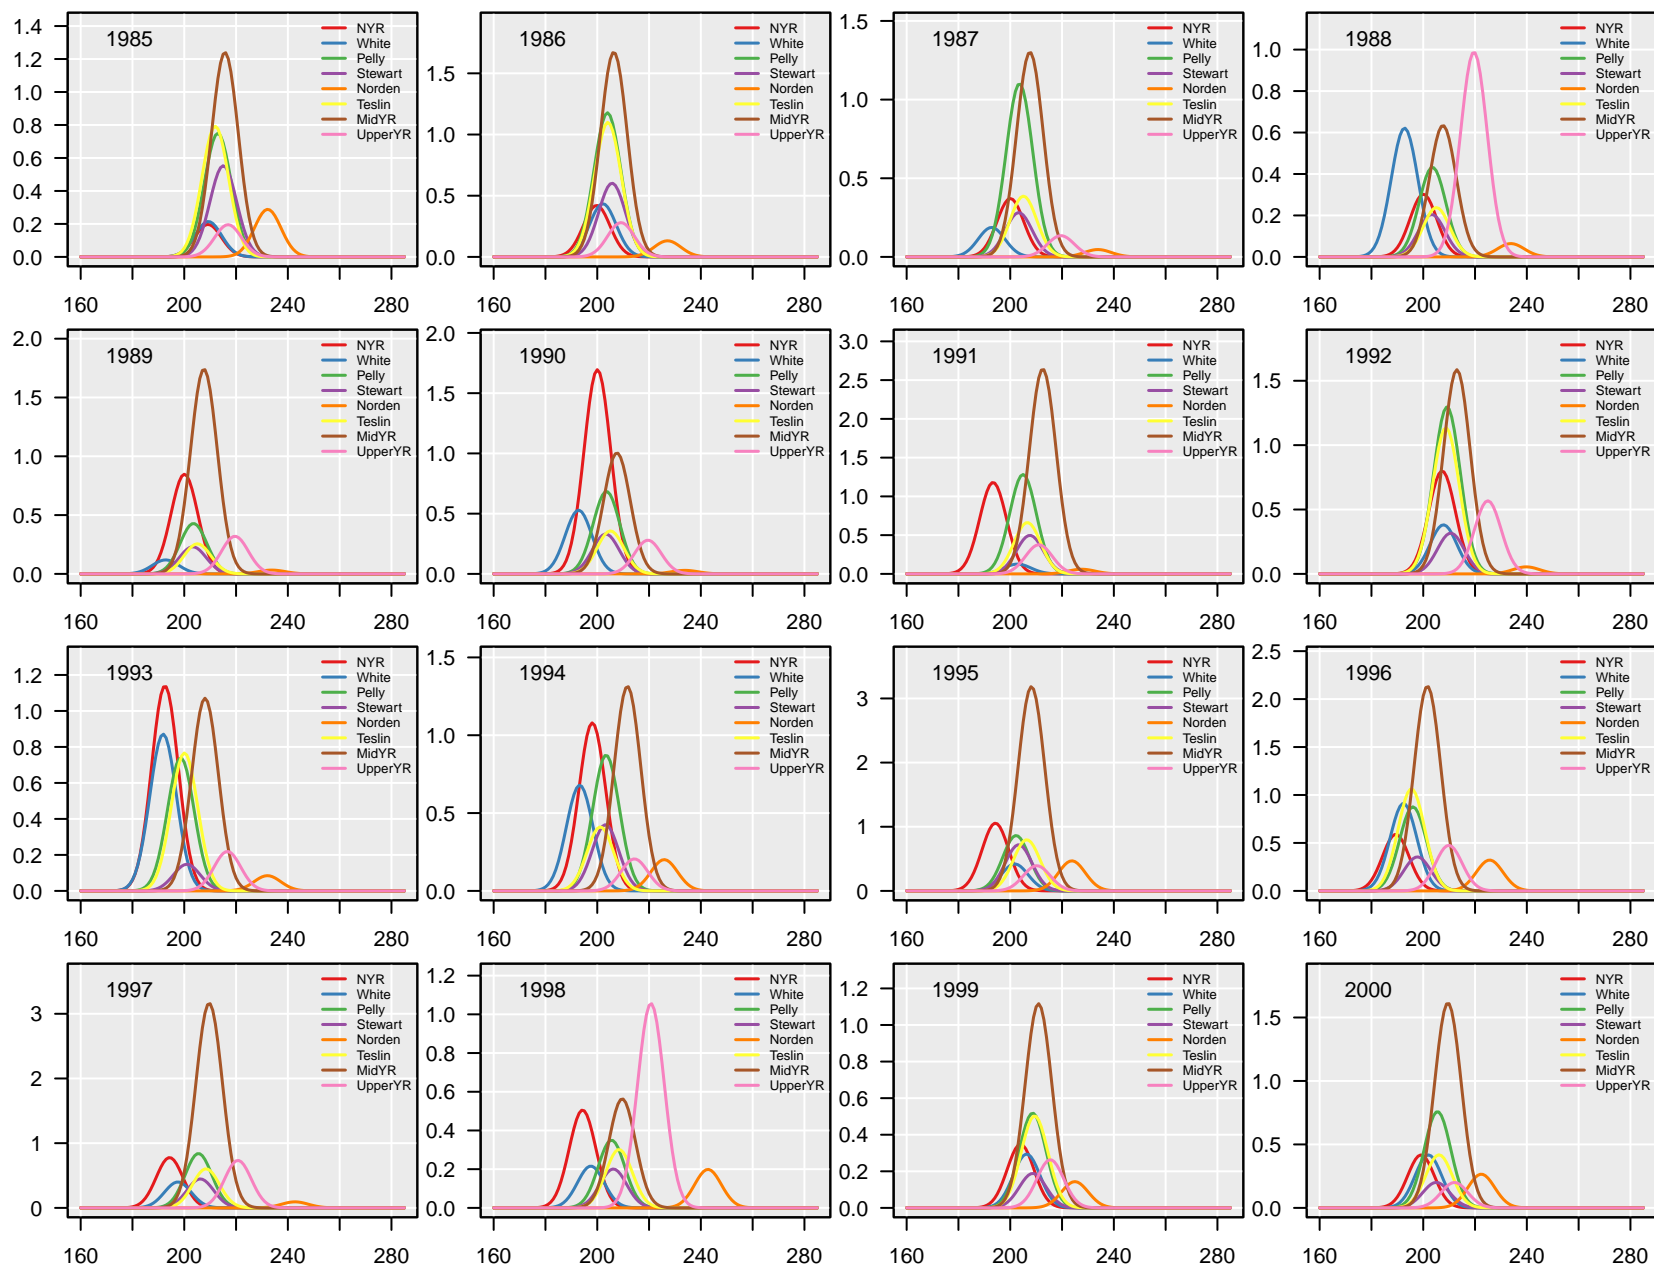 1985
1.4
1.2
1.0
0.8
0.6
0.4
0.2
0.0
160 200 240 280
NYR
White
Pelly
Stewart
Norden
Teslin
MidYR
UpperYR
1986
1.5
1.0
0.5
0.0
160 200 240 280
NYR
White
Pelly
Stewart
Norden
Teslin
MidYR
UpperYR
1987
1.5
1.0
0.5
0.0
160 200 240 280
NYR
White
Pelly
Stewart
Norden
Teslin
MidYR
UpperYR
1988
1.0
0.8
0.6
0.4
0.2
0.0
160 200 240 280
NYR
White
Pelly
Stewart
Norden
Teslin
MidYR
UpperYR
1989
2.0
1.5
1.0
0.5
0.0
160 200 240 280
NYR
White
Pelly
Stewart
Norden
Teslin
MidYR
UpperYR
1990
2.0
1.5
1.0
0.5
0.0
160 200 240 280
NYR
White
Pelly
Stewart
Norden
Teslin
MidYR
UpperYR
1991
3.0
2.5
2.0
1.5
1.0
0.5
0.0
160 200 240 280
NYR
White
Pelly
Stewart
Norden
Teslin
MidYR
UpperYR
1992
1.5
1.0
0.5
0.0
160 200 240 280
NYR
White
Pelly
Stewart
Norden
Teslin
MidYR
UpperYR
1993
1.2
1.0
0.8
0.6
0.4
0.2
0.0
160 200 240 280
NYR
White
Pelly
Stewart
Norden
Teslin
MidYR
UpperYR
1994
1.5
1.0
0.5
0.0
160 200 240 280
NYR
White
Pelly
Stewart
Norden
Teslin
MidYR
UpperYR
1995
3
2
1
0
160 200 240 280
NYR
White
Pelly
Stewart
Norden
Teslin
MidYR
UpperYR
1996
2.5
2.0
1.5
1.0
0.5
0.0
160 200 240 280
NYR
White
Pelly
Stewart
Norden
Teslin
MidYR
UpperYR
1997
3
2
1
0
160 200 240 280
NYR
White
Pelly
Stewart
Norden
Teslin
MidYR
UpperYR
1998
1.2
1.0
0.8
0.6
0.4
0.2
0.0
160 200 240 280
NYR
White
Pelly
Stewart
Norden
Teslin
MidYR
UpperYR
1999
1.2
1.0
0.8
0.6
0.4
0.2
0.0
160 200 240 280
NYR
White
Pelly
Stewart
Norden
Teslin
MidYR
UpperYR
2000
1.5
1.0
0.5
0.0
160 200 240 280
NYR
White
Pelly
Stewart
Norden
Teslin
MidYR
UpperYR